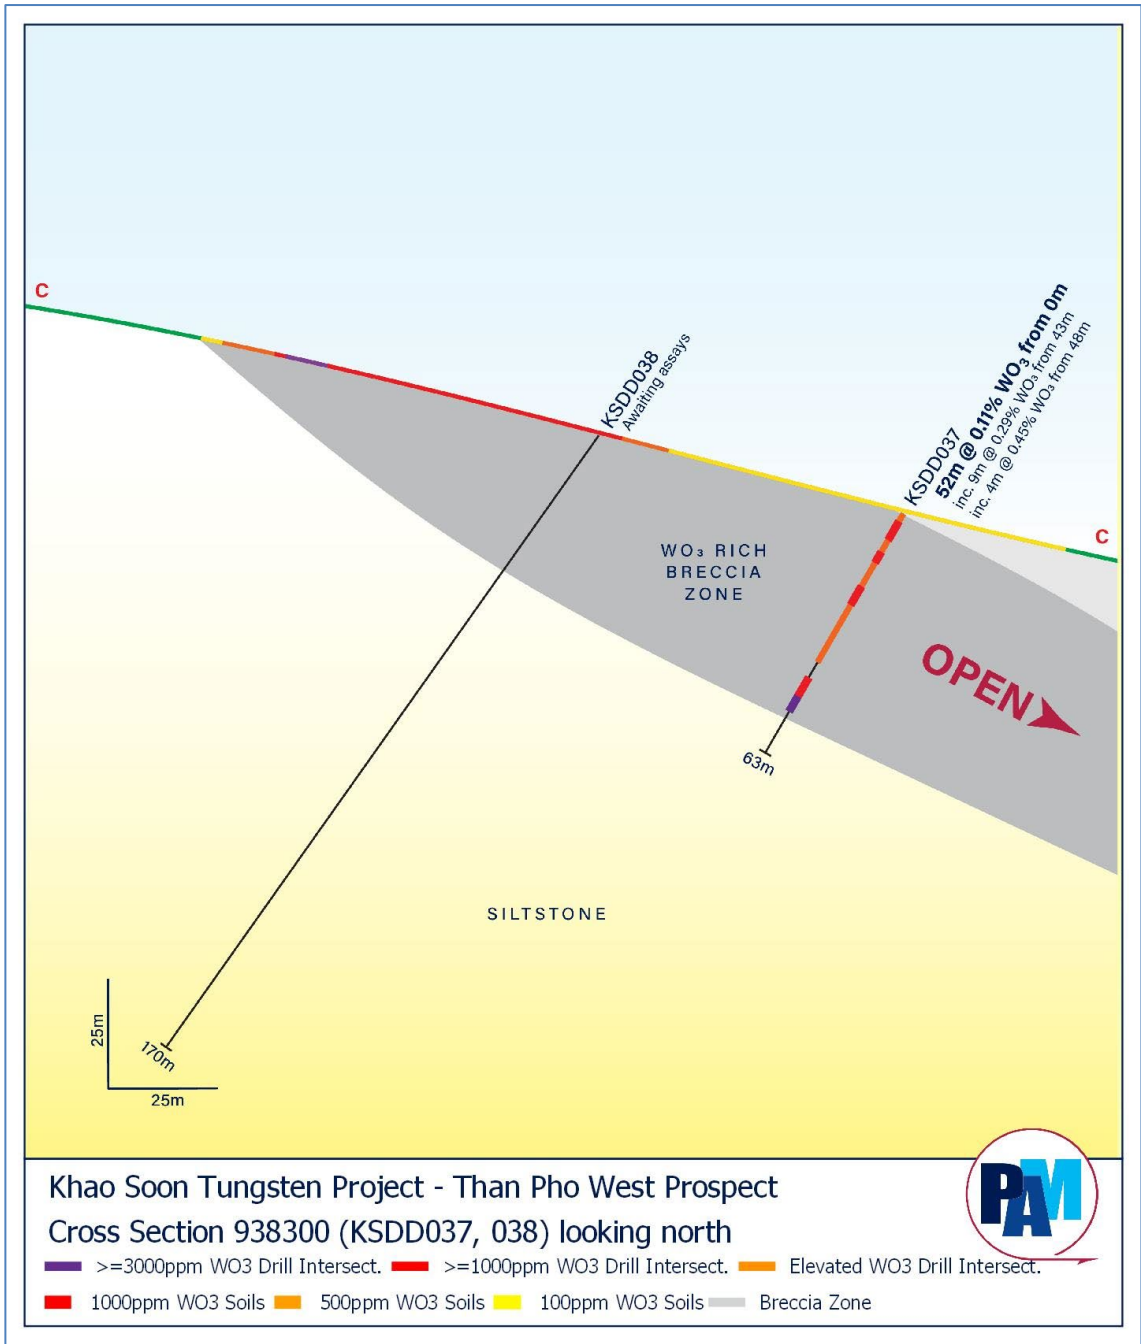 C
KSDD038
Awaiting assays
KSDD037
52m @ 0.11% WO₃ from 0m
inc. 9m @ 0.29% WO₃ from 43m
inc. 4m @ 0.45% WO₃ from 48m
C
WO₃ RICH
BRECCIA
ZONE
OPEN
63m
SILTSTONE
170m
25m
25m
PAM
Khao Soon Tungsten Project - Than Pho West Prospect
Cross Section 938300 (KSDD037, 038) looking north
>=3000ppm WO3 Drill Intersect. >=1000ppm WO3 Drill Intersect. Elevated WO3 Drill Intersect.
1000ppm WO3 Soils 500ppm WO3 Soils 100ppm WO3 Soils Breccia Zone